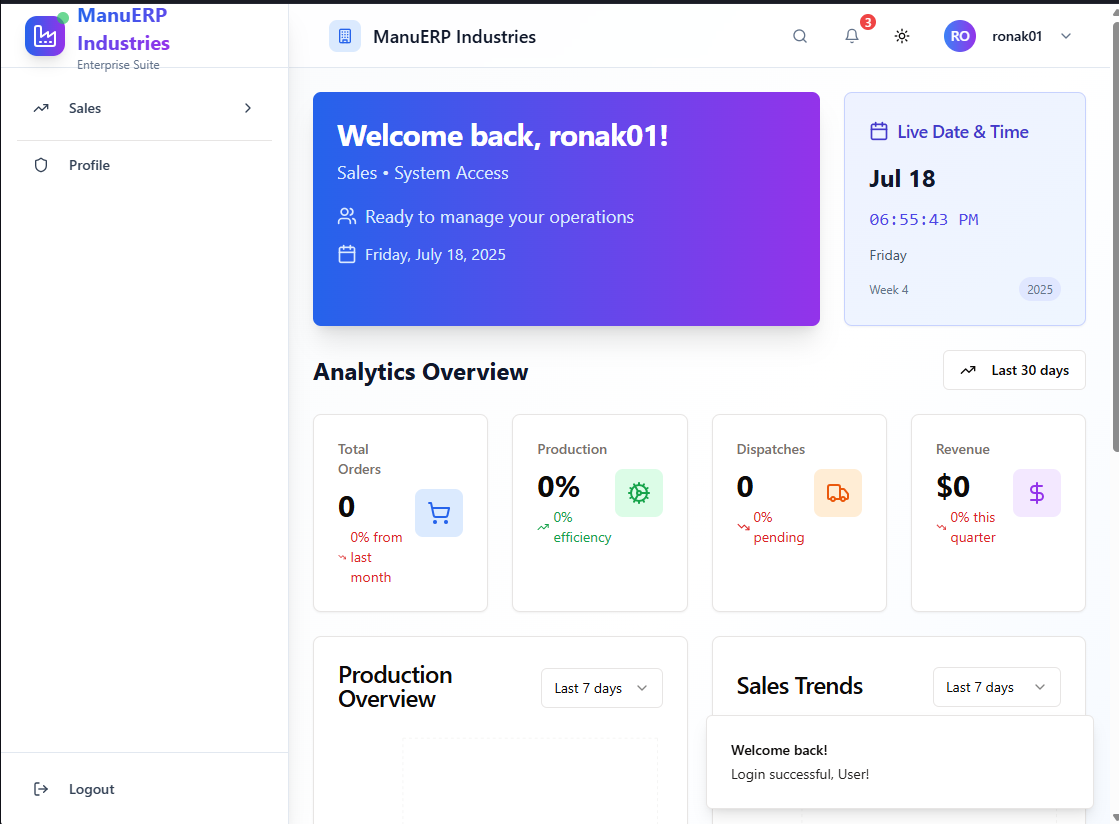 ManuERP
Industries
Enterprise Suite
Sales
Profile
Logout
ManuERP Industries
3
RO
ronak01
Welcome back, ronak01!
Sales • System Access
Ready to manage your operations
Friday, July 18, 2025
Live Date & Time
Jul 18
06:55:43 PM
Friday
Week 4
2025
Analytics Overview
Last 30 days
Total
Orders
0
0% from
last
month
Production
0%
0%
efficiency
Dispatches
0
0%
pending
Revenue
$0
0% this
quarter
Production
Overview
Last 7 days
Sales Trends
Last 7 days
Welcome back!
Login successful, User!